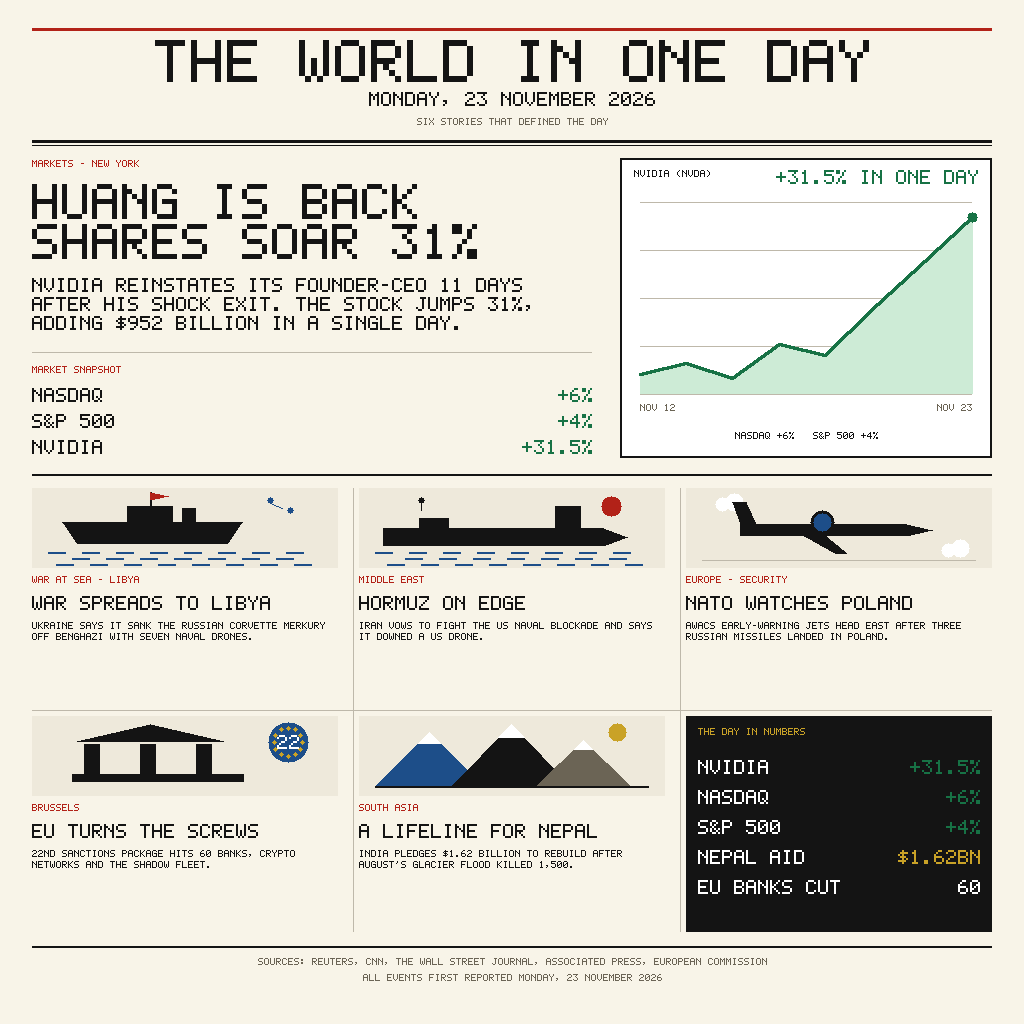 THE WORLD IN ONE DAY
MONDAY, 23 NOVEMBER 2026
SIX STORIES THAT DEFINED THE DAY
MARKETS - NEW YORK
HUANG IS BACK
SHARES SOAR 31%
NVIDIA REINSTATES ITS FOUNDER-CEO 11 DAYS
AFTER HIS SHOCK EXIT. THE STOCK JUMPS 31%,
ADDING $952 BILLION IN A SINGLE DAY.
MARKET SNAPSHOT
NASDAQ +6%
S&P 500 +4%
NVIDIA +31.5%
NVIDIA (NVDA) +31.5% IN ONE DAY
NOV 12 NOV 23
NASDAQ +6% S&P 500 +4%
WAR AT SEA - LIBYA
WAR SPREADS TO LIBYA
UKRAINE SAYS IT SANK THE RUSSIAN CORVETTE MERKURY
OFF BENGHAZI WITH SEVEN NAVAL DRONES.
MIDDLE EAST
HORMUZ ON EDGE
IRAN VOWS TO FIGHT THE US NAVAL BLOCKADE AND SAYS
IT DOWNED A US DRONE.
EUROPE - SECURITY
NATO WATCHES POLAND
AWACS EARLY-WARNING JETS HEAD EAST AFTER THREE
RUSSIAN MISSILES LANDED IN POLAND.
22
BRUSSELS
EU TURNS THE SCREWS
22ND SANCTIONS PACKAGE HITS 60 BANKS, CRYPTO
NETWORKS AND THE SHADOW FLEET.
SOUTH ASIA
A LIFELINE FOR NEPAL
INDIA PLEDGES $1.62 BILLION TO REBUILD AFTER
AUGUST'S GLACIER FLOOD KILLED 1,500.
THE DAY IN NUMBERS
NVIDIA +31.5%
NASDAQ +6%
S&P 500 +4%
NEPAL AID $1.62BN
EU BANKS CUT 60
SOURCES: REUTERS, CNN, THE WALL STREET JOURNAL, ASSOCIATED PRESS, EUROPEAN COMMISSION
ALL EVENTS FIRST REPORTED MONDAY, 23 NOVEMBER 2026